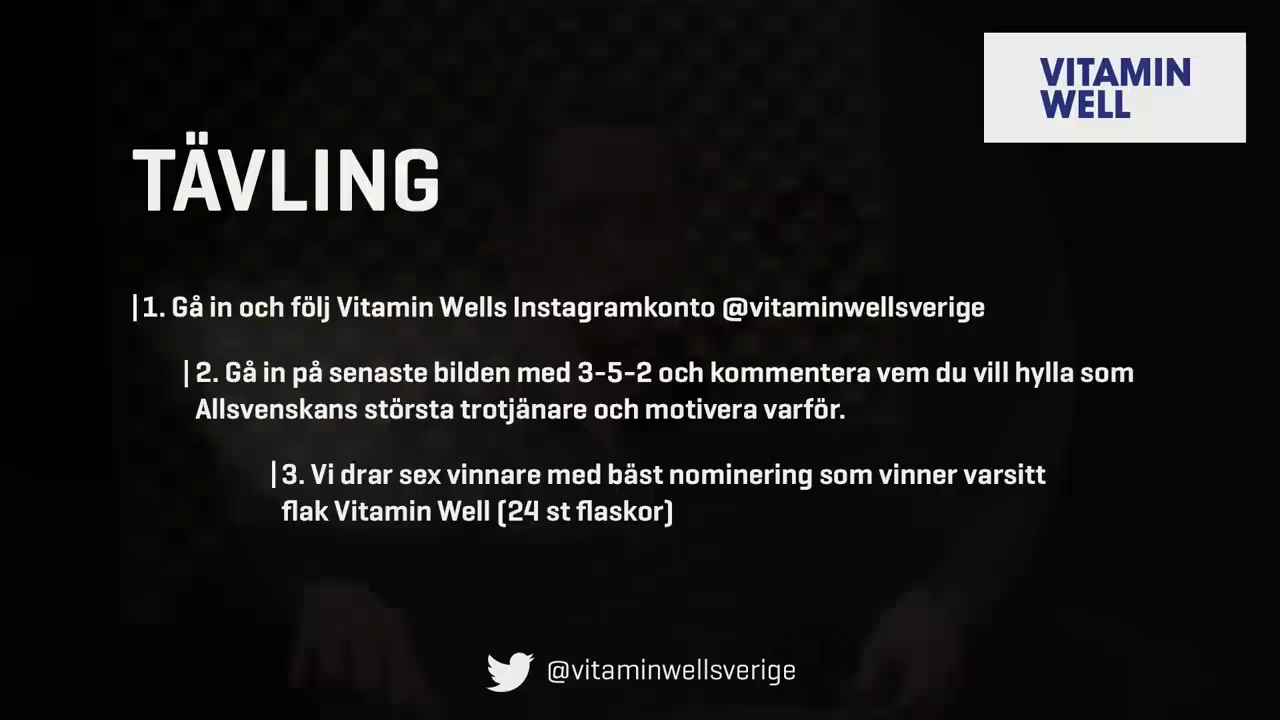 VITAMIN
WELL
TÄVLING
|1. Gå in och följ Vitamin Wells Instagramkonto @vitaminwellsverige
|2. Gå in på senaste bilden med 3-5-2 och kommentera vem du vill hylla som
Allsvenskans största trotjänare och motivera varför.
|3. Vi drar sex vinnare med bäst nominering som vinner varsitt
flak Vitamin Well (24 st flaskor)
@vitaminwellsverige